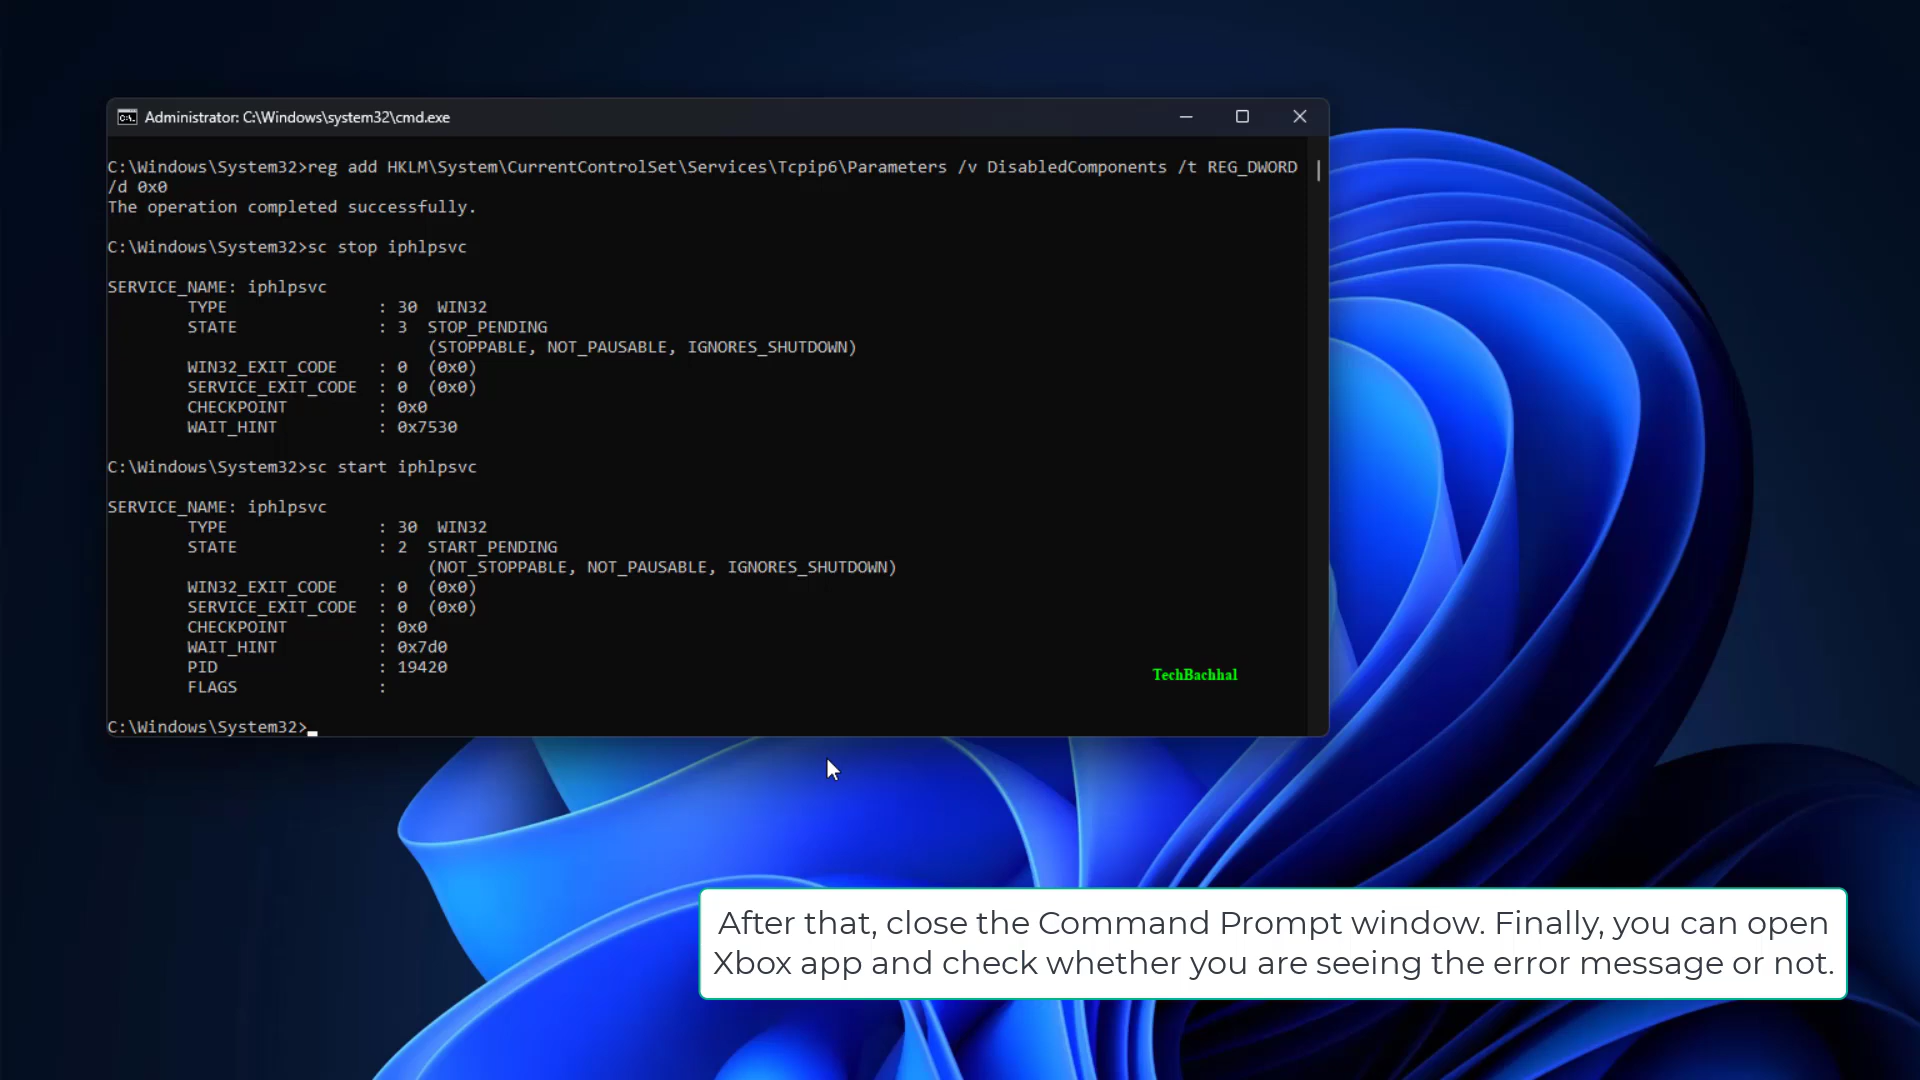 Administrator: C:\Windows\system32\cmd.exe
C:\Windows\System32>reg add HKLM\System\CurrentControlSet\Services\Tcpip6\Parameters /v DisabledComponents /t REG_DWORD
/d 0x0
The operation completed successfully.
C:\Windows\System32>sc stop iphlpsvc
SERVICE_NAME: iphlpsvc
TYPE : 30 WIN32
STATE : 3 STOP_PENDING
(STOPPABLE, NOT_PAUSABLE, IGNORES_SHUTDOWN)
WIN32_EXIT_CODE : 0 (0x0)
SERVICE_EXIT_CODE : 0 (0x0)
CHECKPOINT : 0x0
WAIT_HINT : 0x7530
C:\Windows\System32>sc start iphlpsvc
SERVICE_NAME: iphlpsvc
TYPE : 30 WIN32
STATE : 2 START_PENDING
(NOT_STOPPABLE, NOT_PAUSABLE, IGNORES_SHUTDOWN)
WIN32_EXIT_CODE : 0 (0x0)
SERVICE_EXIT_CODE : 0 (0x0)
CHECKPOINT : 0x0
WAIT_HINT : 0x7d0
PID : 19420
FLAGS :
TechBachhal
C:\Windows\System32>
After that, close the Command Prompt window. Finally, you can open
Xbox app and check whether you are seeing the error message or not.